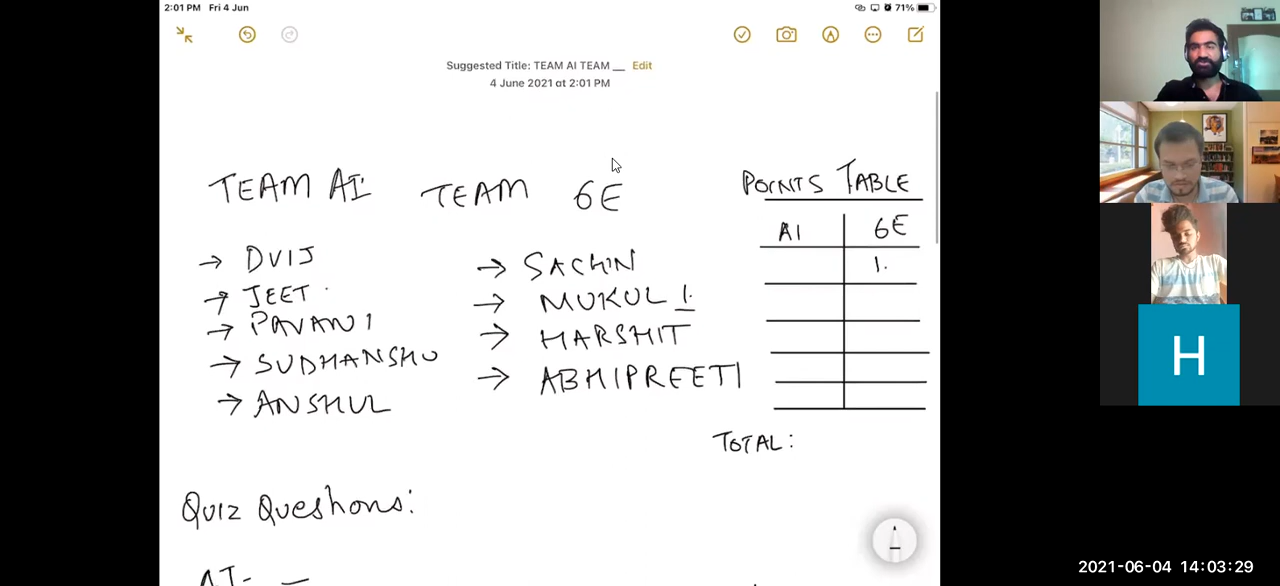 2:01 PM Fri 4 Jun 71%
Suggested Title: TEAM AI TEAM __ Edit
4 June 2021 at 2:01 PM
TEAM AI TEAM 6E POINTS TABLE
AI 6E
1.
→ DVIJ
→ JEET
→ PAVANI
→ SUDHANSHU
→ ANSHUL
→ SACHIN
→ MUKUL 1.
→ HARSHIT
→ ABHIPREETI
TOTAL:
Quiz Questions:
AI-
H
2021-06-04 14:03:29